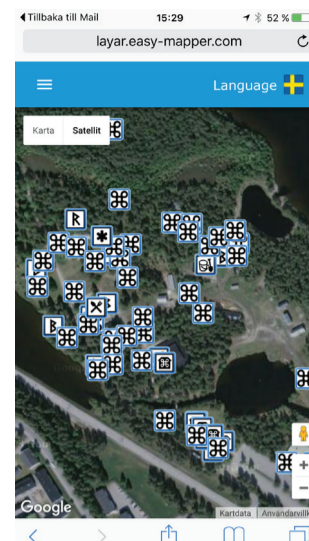 Tillbaka till Mail 15:29 52 %
layar.easy-mapper.com
Language
Karta Satellit
Google
Kartdata Användarvillk